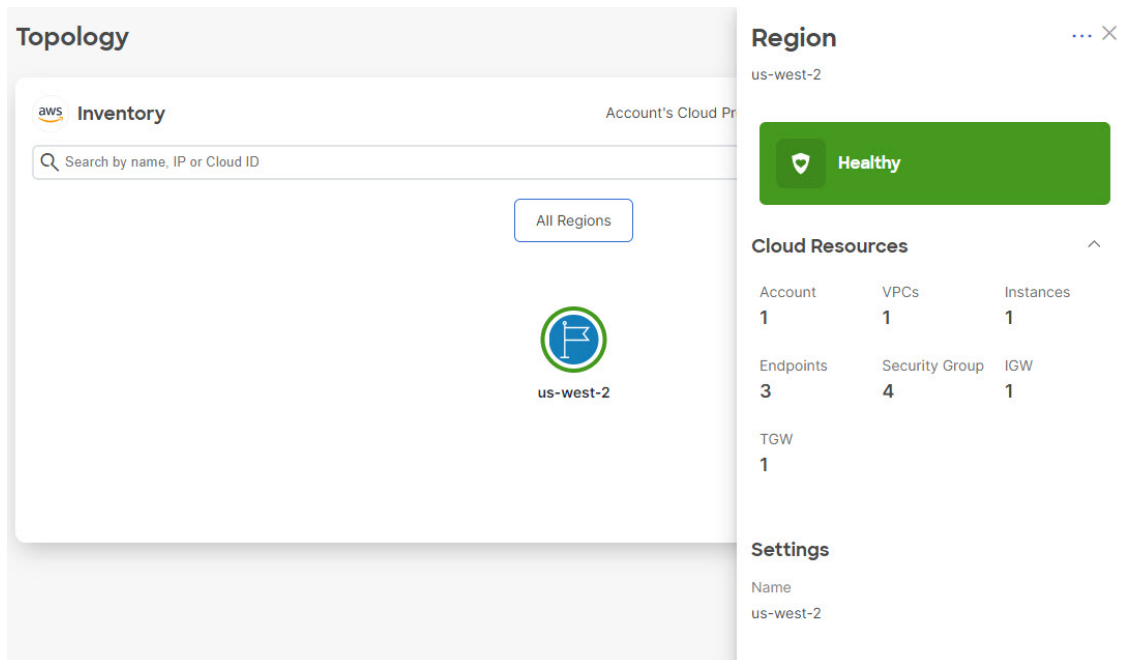 Topology
aws Inventory
Account's Cloud Pr
Search by name, IP or Cloud ID
All Regions
us-west-2
Region
...
us-west-2
Healthy
Cloud Resources
Account VPCs Instances
1 1 1
Endpoints Security Group IGW
3 4 1
TGW
1
Settings
Name
us-west-2